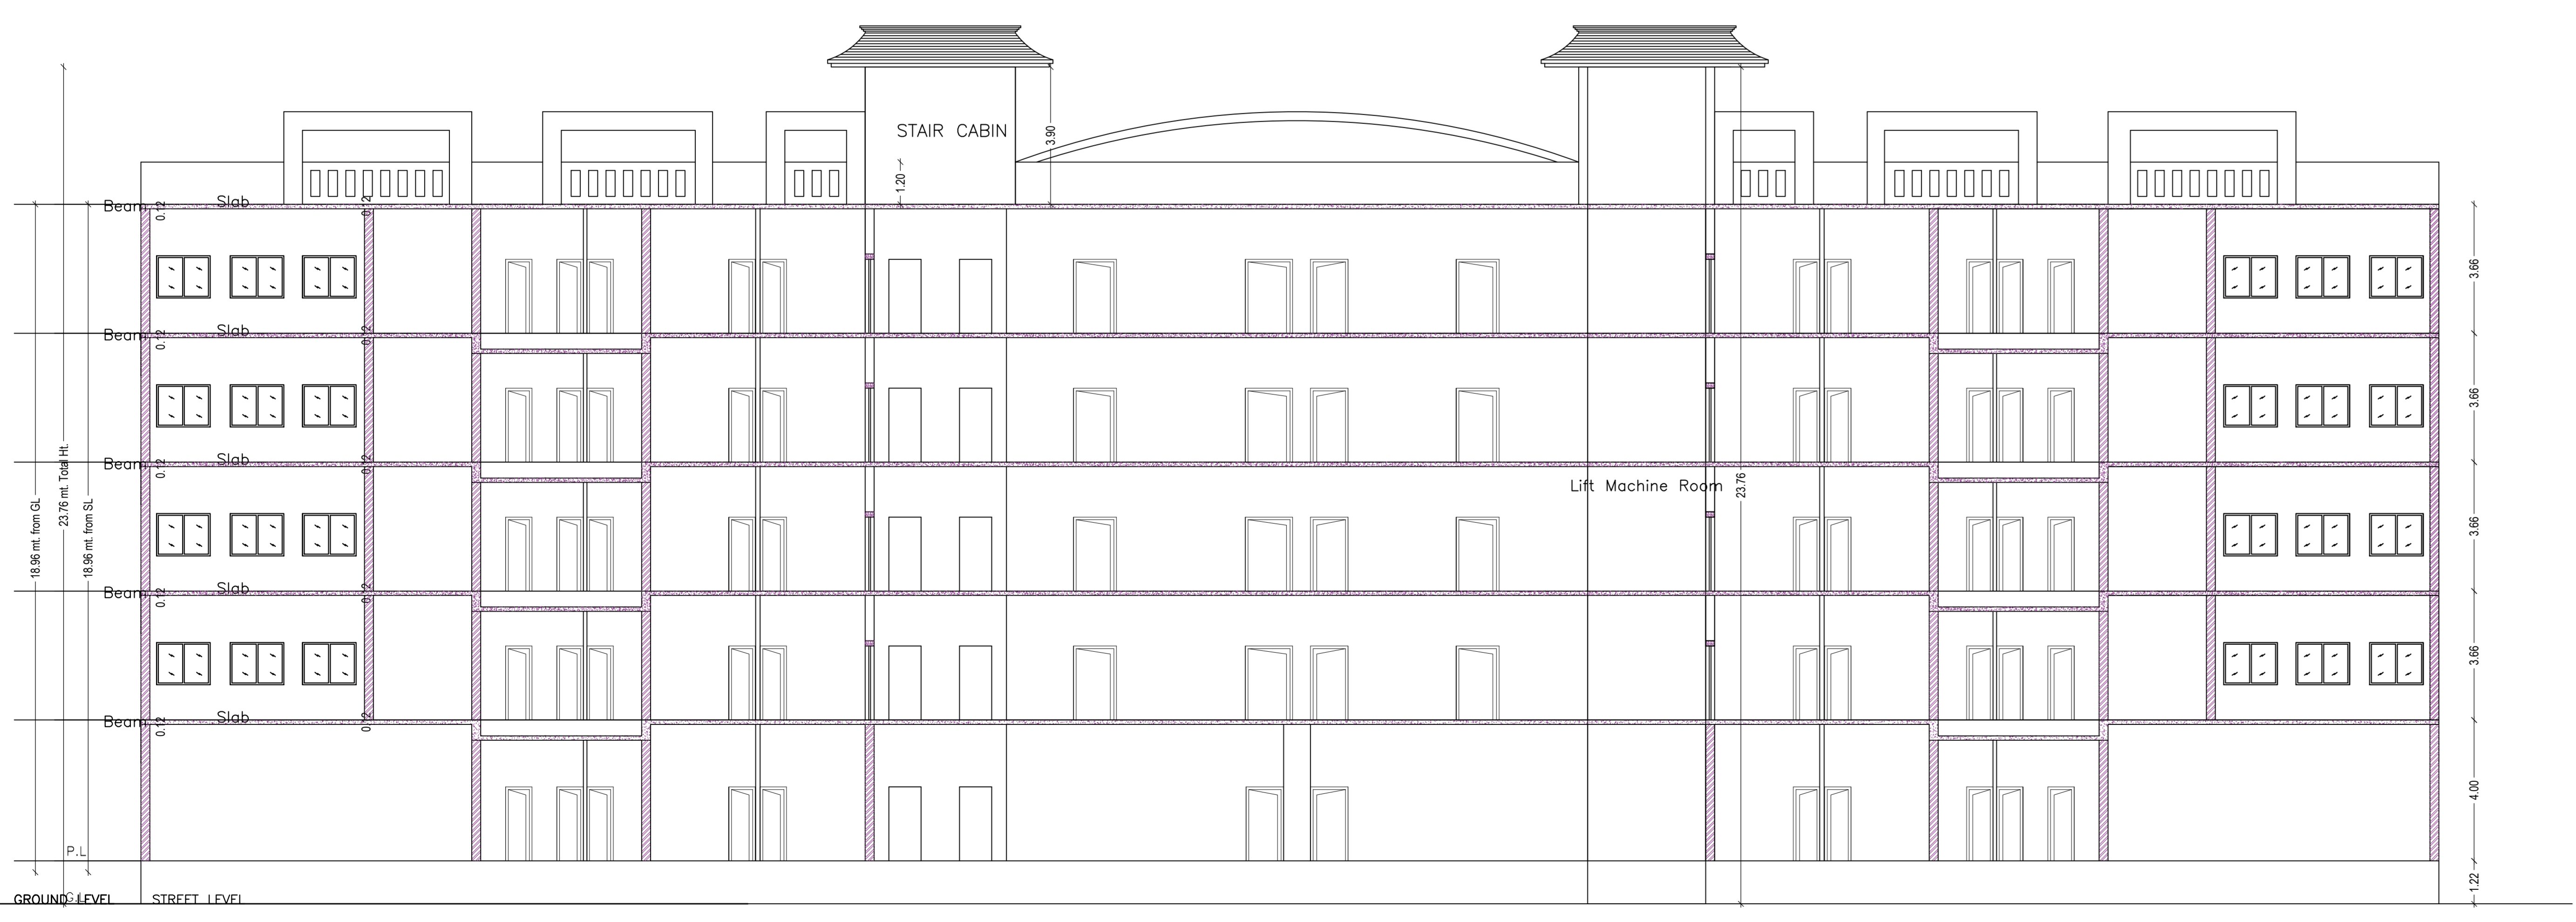 STAIR CABIN
3.90
1.20
Beam
0.12
Slab
0.12
3.66
Beam
0.12
Slab
0.12
3.66
23.76 mt. Total Ht.
Beam
0.12
Slab
0.12
Lift Machine Room
23.76
3.66
18.96 mt. from GL
18.96 mt. from SL
Beam
0.12
Slab
0.12
3.66
Beam
0.12
Slab
0.12
4.00
P.L
1.22
GROUND LEVEL
G.L
STREET LEVEL